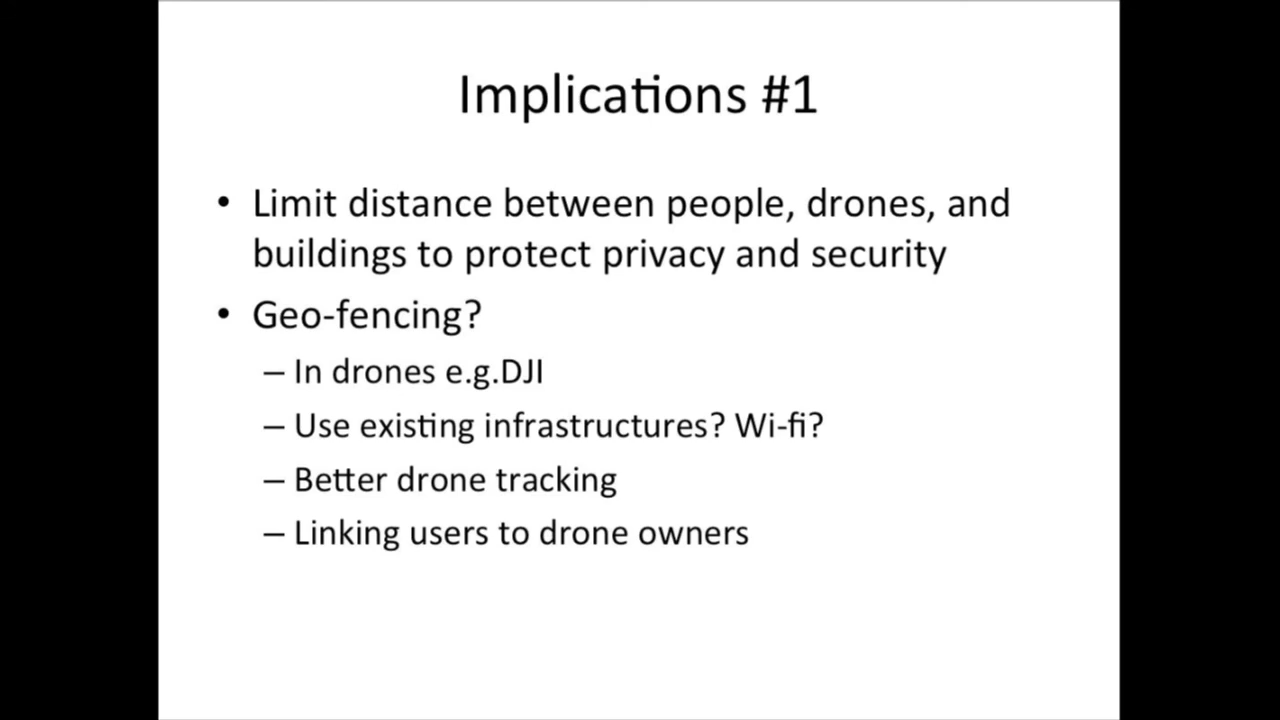 Implications #1
• Limit distance between people, drones, and
buildings to protect privacy and security
• Geo-fencing?
– In drones e.g.DJI
– Use existing infrastructures? Wi-fi?
– Better drone tracking
– Linking users to drone owners